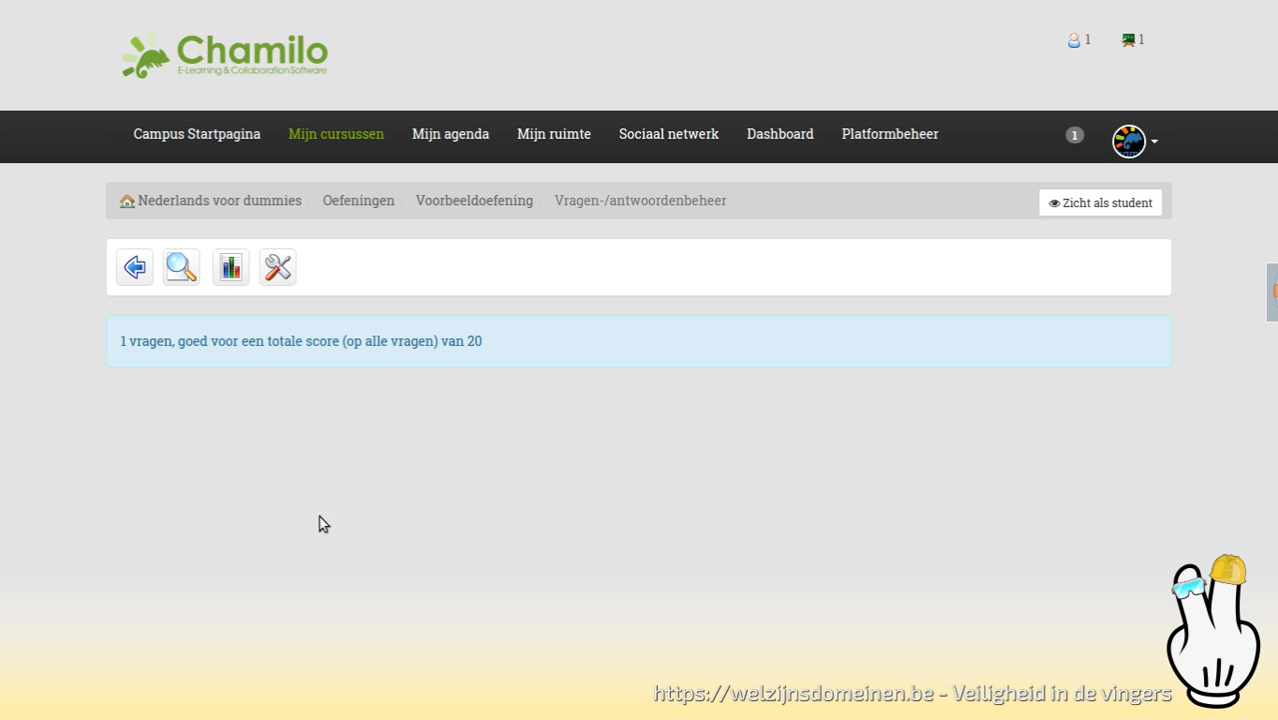 Chamilo
E-Learning & Collaboration Software
1
1
Campus Startpagina Mijn cursussen Mijn agenda Mijn ruimte Sociaal netwerk Dashboard Platformbeheer 1
Nederlands voor dummies / Oefeningen / Voorbeeldoefening / Vragen-/antwoordenbeheer Zicht als student
1 vragen, goed voor een totale score (op alle vragen) van 20
https://welzijnsdomeinen.be - Veiligheid in de vingers